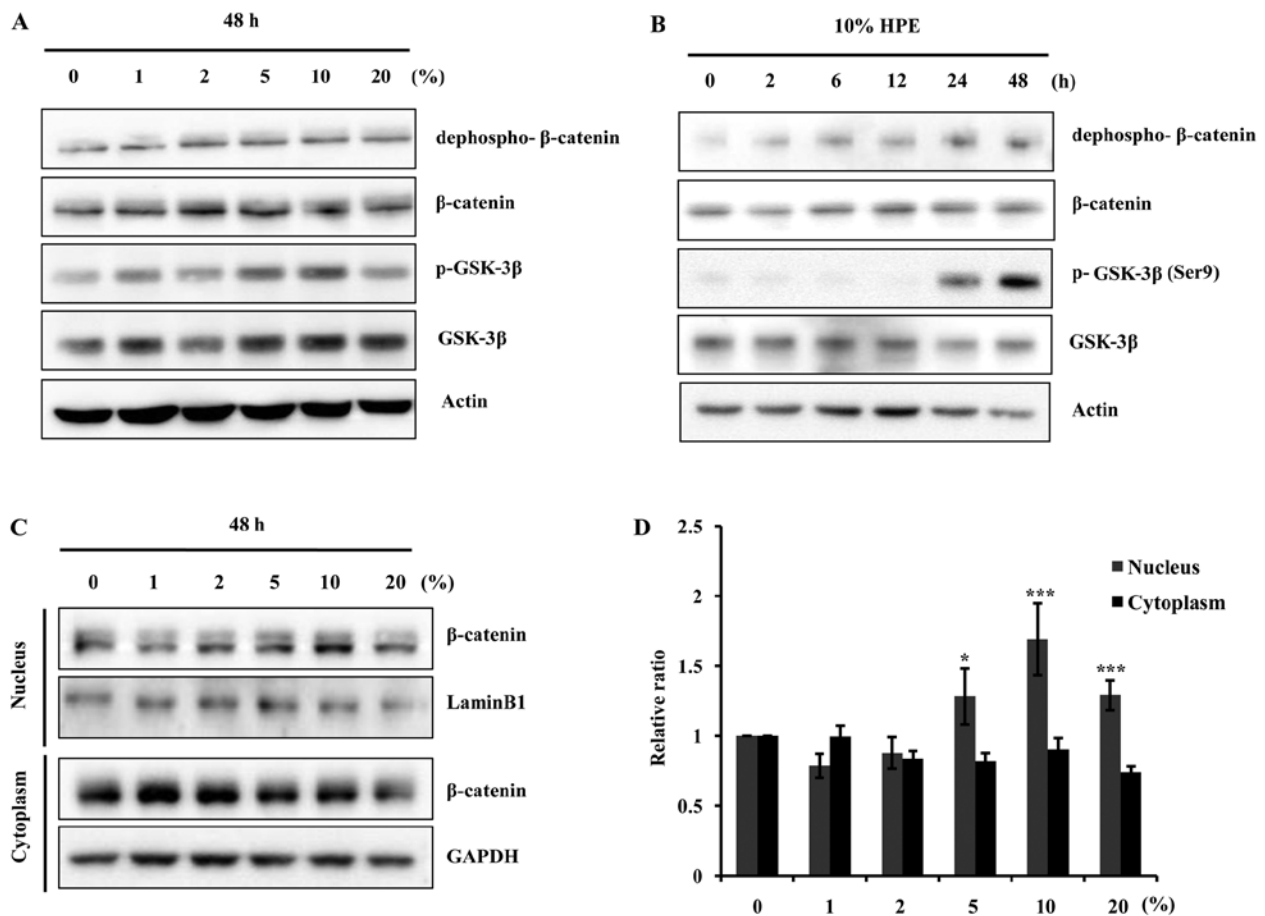 A
48 h
0 1 2 5 10 20 (%)
dephospho- β-catenin
β-catenin
p-GSK-3β
GSK-3β
Actin
B
10% HPE
0 2 6 12 24 48 (h)
dephospho- β-catenin
β-catenin
p- GSK-3β (Ser9)
GSK-3β
Actin
C
48 h
0 1 2 5 10 20 (%)
Nucleus
β-catenin
LaminB1
Cytoplasm
β-catenin
GAPDH
D
Relative ratio
2.5
2
1.5
1
0.5
0
* *** ***
Nucleus
Cytoplasm
0 1 2 5 10 20 (%)